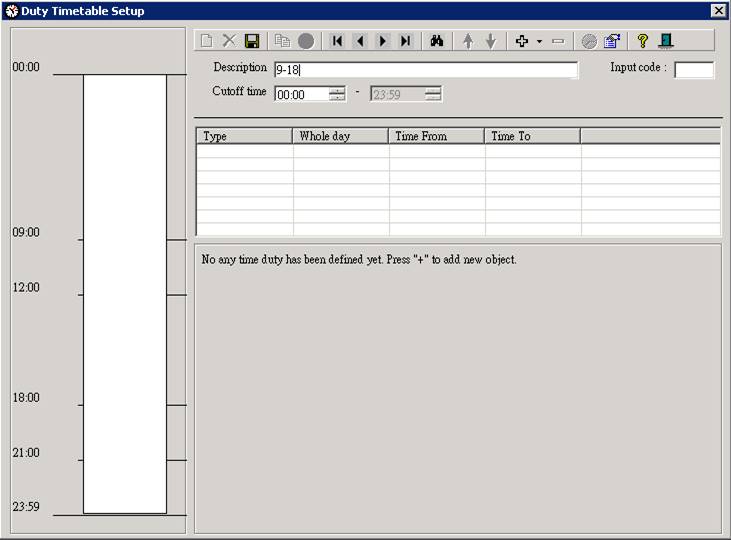 Duty Timetable Setup
Description 9-18 Input code :
Cutoff time 00:00 - 23:59
Type Whole day Time From Time To
No any time duty has been defined yet. Press "+" to add new object.
00:00
09:00
12:00
18:00
21:00
23:59